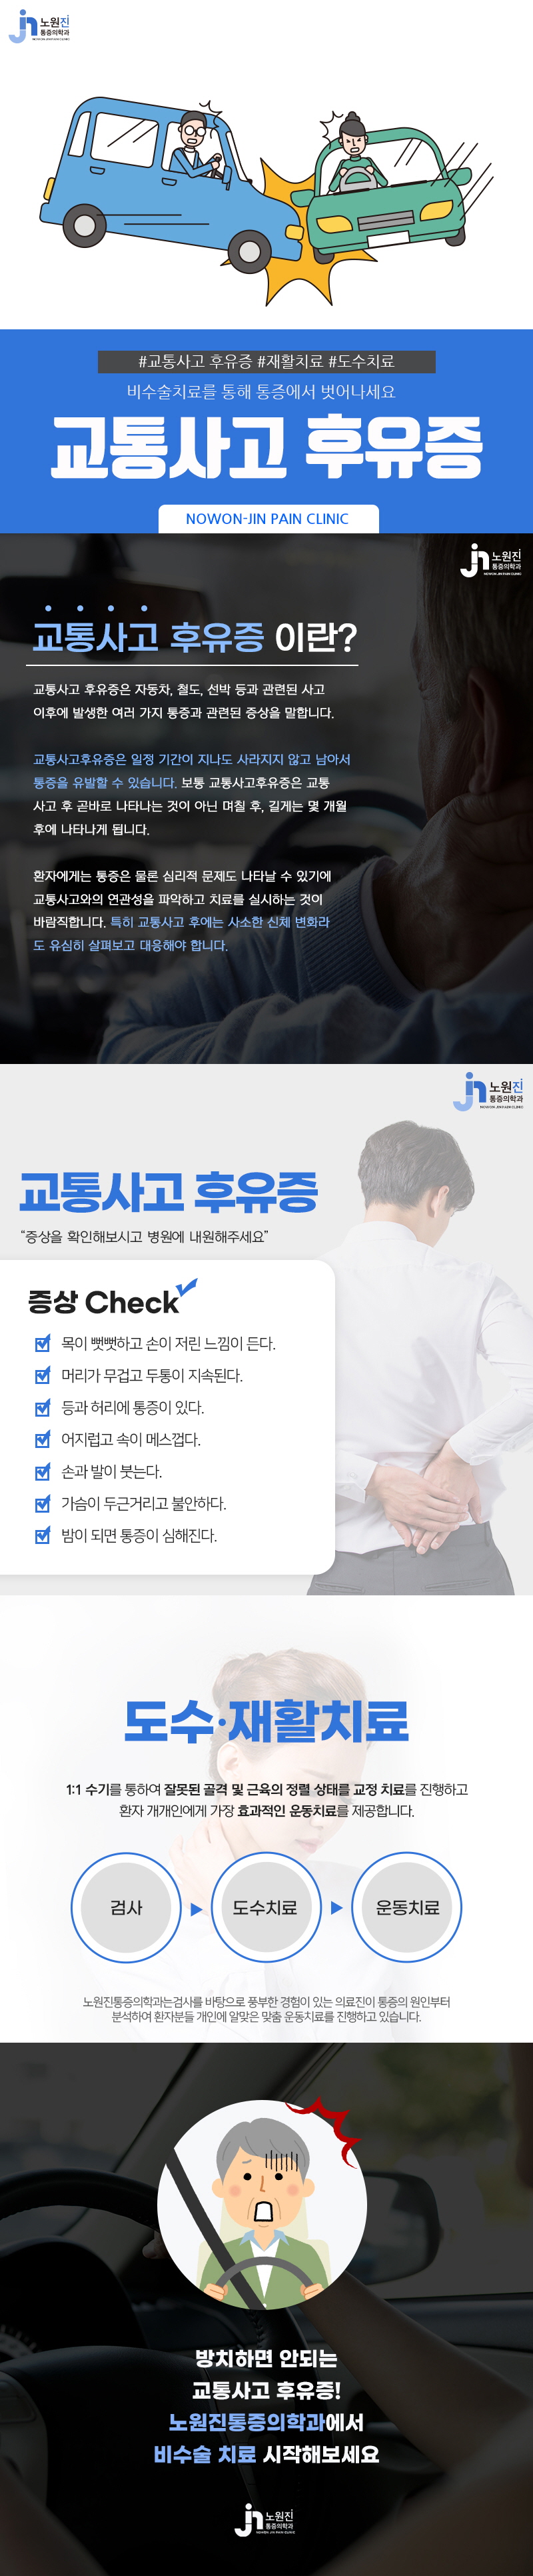 노원진
통증의학과
NOWON JIN PAIN CLINIC
#교통사고 후유증 #재활치료 #도수치료
비수술치료를 통해 통증에서 벗어나세요
교통사고 후유증
NOWON-JIN PAIN CLINIC
노원진
통증의학과
NOWON JIN PAIN CLINIC
교통사고 후유증 이란?
교통사고 후유증은 자동차, 철도, 선박 등과 관련된 사고
이후에 발생한 여러 가지 통증과 관련된 증상을 말합니다.
교통사고후유증은 일정 기간이 지나도 사라지지 않고 남아서
통증을 유발할 수 있습니다. 보통 교통사고후유증은 교통
사고 후 곧바로 나타나는 것이 아닌 며칠 후, 길게는 몇 개월
후에 나타나게 됩니다.
환자에게는 통증은 물론 심리적 문제도 나타날 수 있기에
교통사고와의 연관성을 파악하고 치료를 실시하는 것이
바람직합니다. 특히 교통사고 후에는 사소한 신체 변화라
도 유심히 살펴보고 대응해야 합니다.
노원진
통증의학과
NOWON JIN PAIN CLINIC
교통사고 후유증
“증상을 확인해보시고 병원에 내원해주세요”
증상 Check
목이 뻣뻣하고 손이 저린 느낌이 든다.
머리가 무겁고 두통이 지속된다.
등과 허리에 통증이 있다.
어지럽고 속이 메스껍다.
손과 발이 붓는다.
가슴이 두근거리고 불안하다.
밤이 되면 통증이 심해진다.
도수·재활치료
1:1 수기를 통하여 잘못된 골격 및 근육의 정렬 상태를 교정 치료를 진행하고
환자 개개인에게 가장 효과적인 운동치료를 제공합니다.
검사 ▶ 도수치료 ▶ 운동치료
노원진통증의학과는검사를 바탕으로 풍부한 경험이 있는 의료진이 통증의 원인부터
분석하여 환자분들 개인에 알맞은 맞춤 운동치료를 진행하고 있습니다.
방치하면 안되는
교통사고 후유증!
노원진통증의학과에서
비수술 치료 시작해보세요
노원진
통증의학과
NOWON JIN PAIN CLINIC